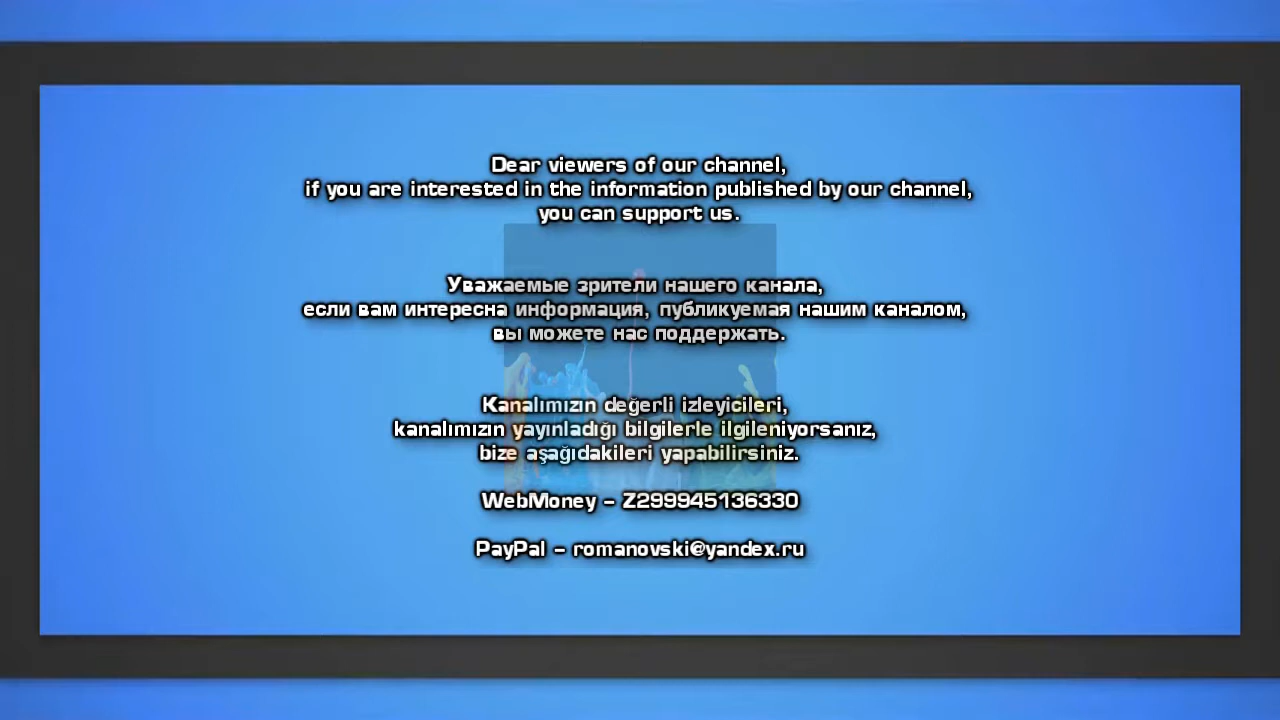 Dear viewers of our channel,
if you are interested in the information published by our channel,
you can support us.
Уважаемые зрители нашего канала,
если вам интересна информация, публикуемая нашим каналом,
вы можете нас поддержать.
Kanalımızın değerli izleyicileri,
kanalımızın yayınladığı bilgilerle ilgileniyorsanız,
bize aşağıdakileri yapabilirsiniz.
WebMoney – Z299945136330
PayPal – romanovski@yandex.ru